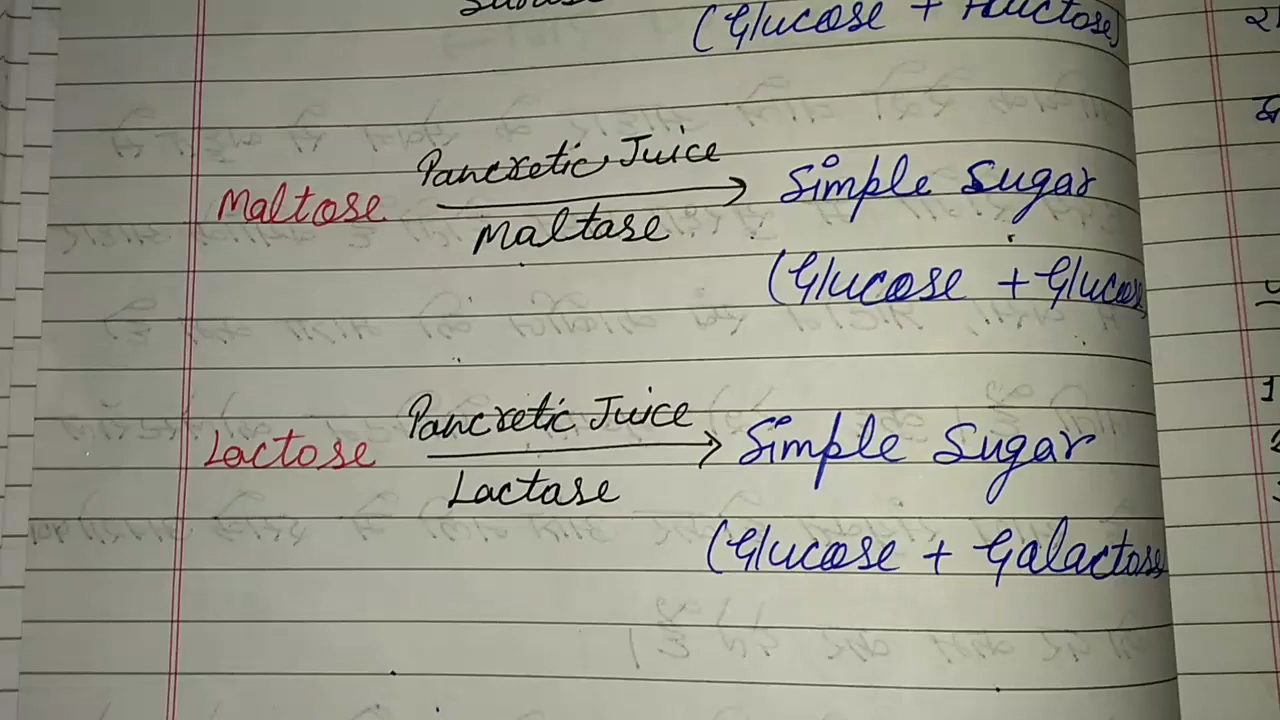 (Glucose + Fructose)
Pancretic Juice
Maltose → Simple Sugar
Maltase
(Glucose + Glucose
Pancretic Juice
Lactose → Simple Sugar
Lactase
(Glucose + Galactose)